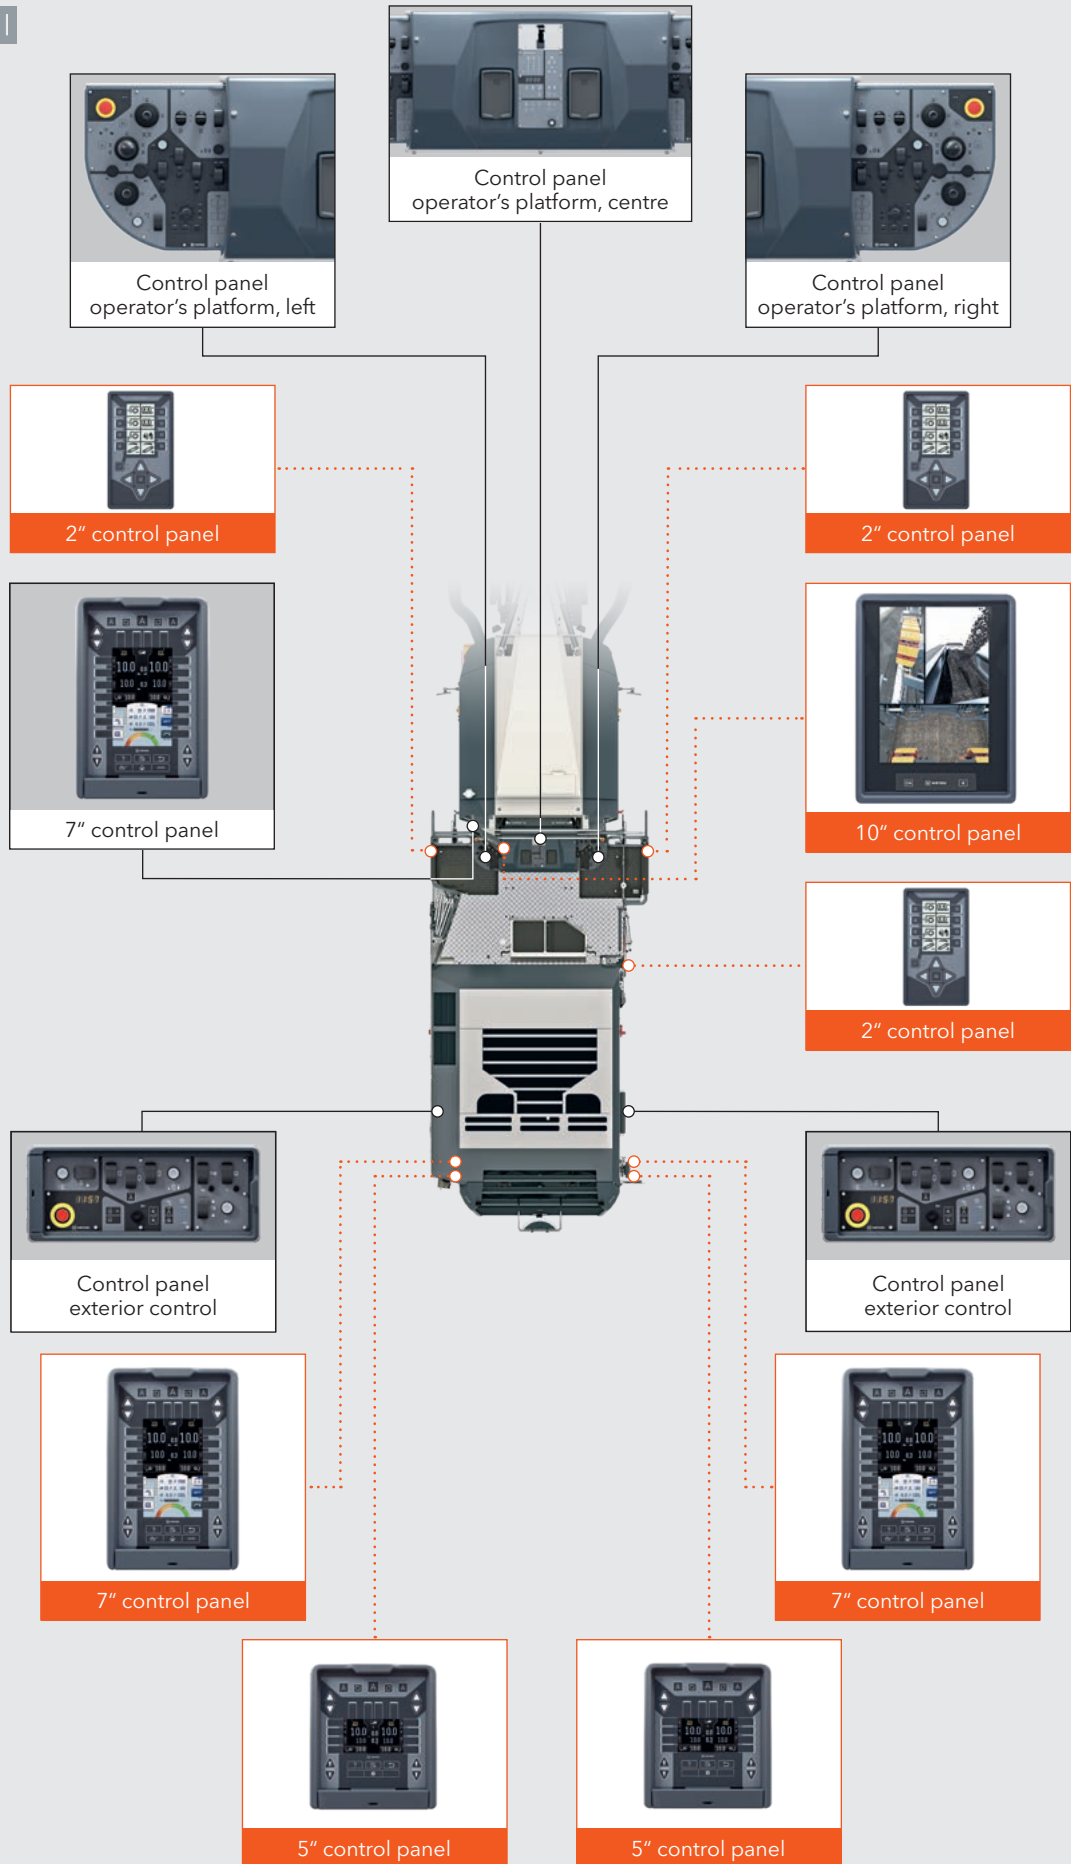 Control panel
operator's platform, centre
Control panel
operator's platform, left
Control panel
operator's platform, right
2“ control panel
2“ control panel
7“ control panel
10“ control panel
2“ control panel
Control panel
exterior control
Control panel
exterior control
7“ control panel
7“ control panel
5“ control panel
5“ control panel